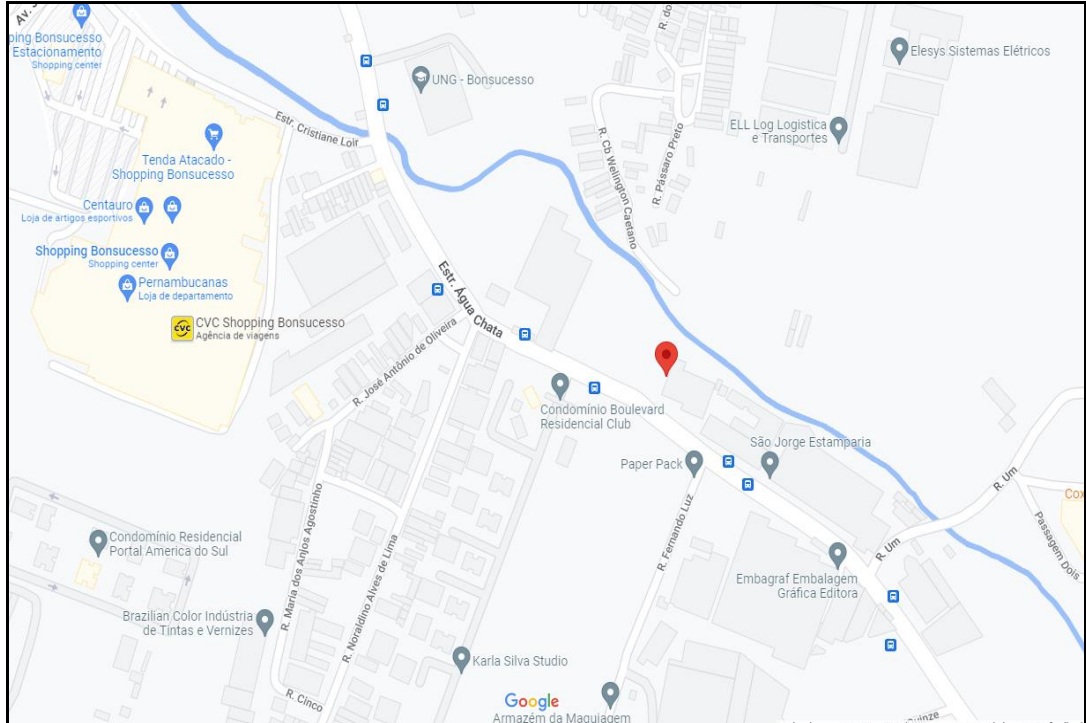 Av. S
ping Bonsucesso
Estacionamento
Shopping center
UNG - Bonsucesso
R. do
Elesys Sistemas Elétricos
Estr. Cristiane Loir
ELL Log Logistica
e Transportes
R. Cb Welington Caetano
R. Pássaro Preto
Tenda Atacado -
Shopping Bonsucesso
Centauro
Loja de artigos esportivos
Shopping Bonsucesso
Shopping center
Pernambucanas
Loja de departamento
cvc
CVC Shopping Bonsucesso
Agência de viagens
Estr. Água Chata
R. José Antônio de Oliveira
Condomínio Boulevard
Residencial Club
São Jorge Estamparia
Paper Pack
R. Um
Cox
Passagem Dois
R. Fernando Luz
R. Um
Condomínio Residencial
Portal America do Sul
R. Maria dos Anjos Agostinho
R. Noraldino Alves de Lima
Embagraf Embalagem
Gráfica Editora
Brazilian Color Indústria
de Tintas e Vernizes
Karla Silva Studio
R. Cinco
Google
Armazém da Maquiagem